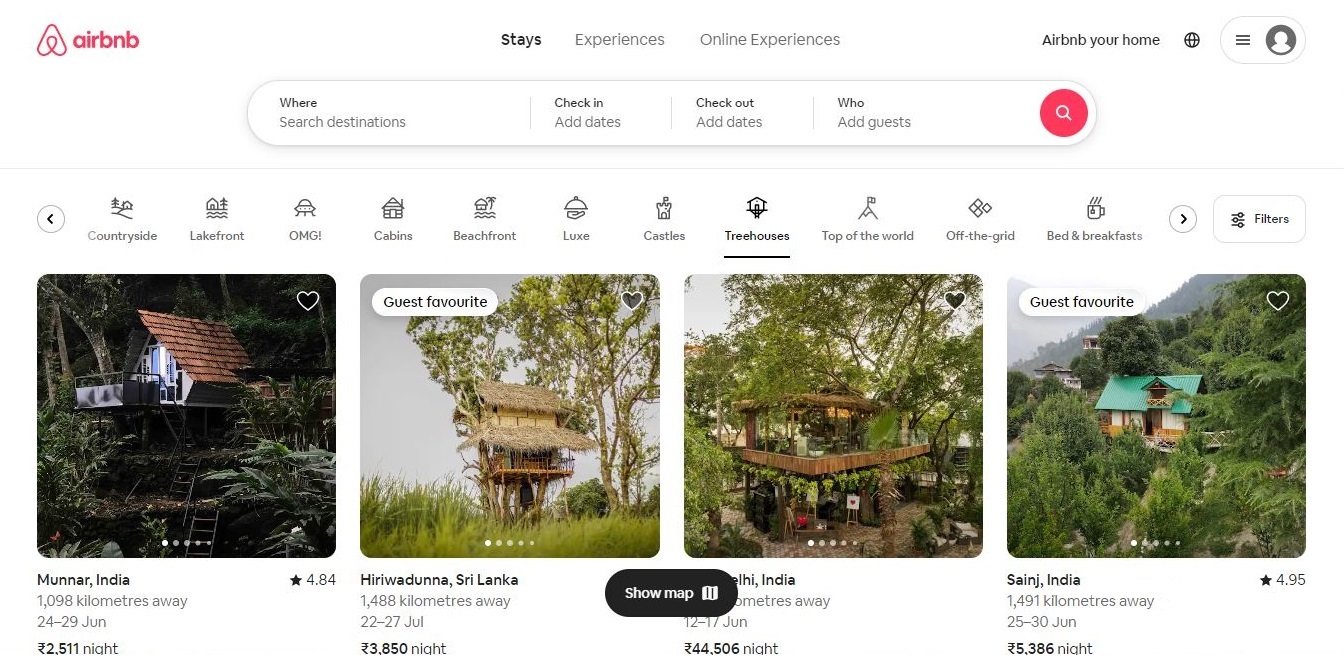 airbnb
Stays
Experiences
Online Experiences
Airbnb your home
Where
Search destinations
Check in
Add dates
Check out
Add dates
Who
Add guests
Countryside
Lakefront
OMG!
Cabins
Beachfront
Luxe
Castles
Treehouses
Top of the world
Off-the-grid
Bed & breakfasts
Filters
Guest favourite
Guest favourite
Munnar, India
4.84
1,098 kilometres away
24–29 Jun
₹2,511 night
Hiriwadunna, Sri Lanka
1,488 kilometres away
22–27 Jul
₹3,850 night
Show map
India
away
12–17 Jun
₹44,506 night
Sainj, India
4.95
1,491 kilometres away
25–30 Jun
₹5,386 night